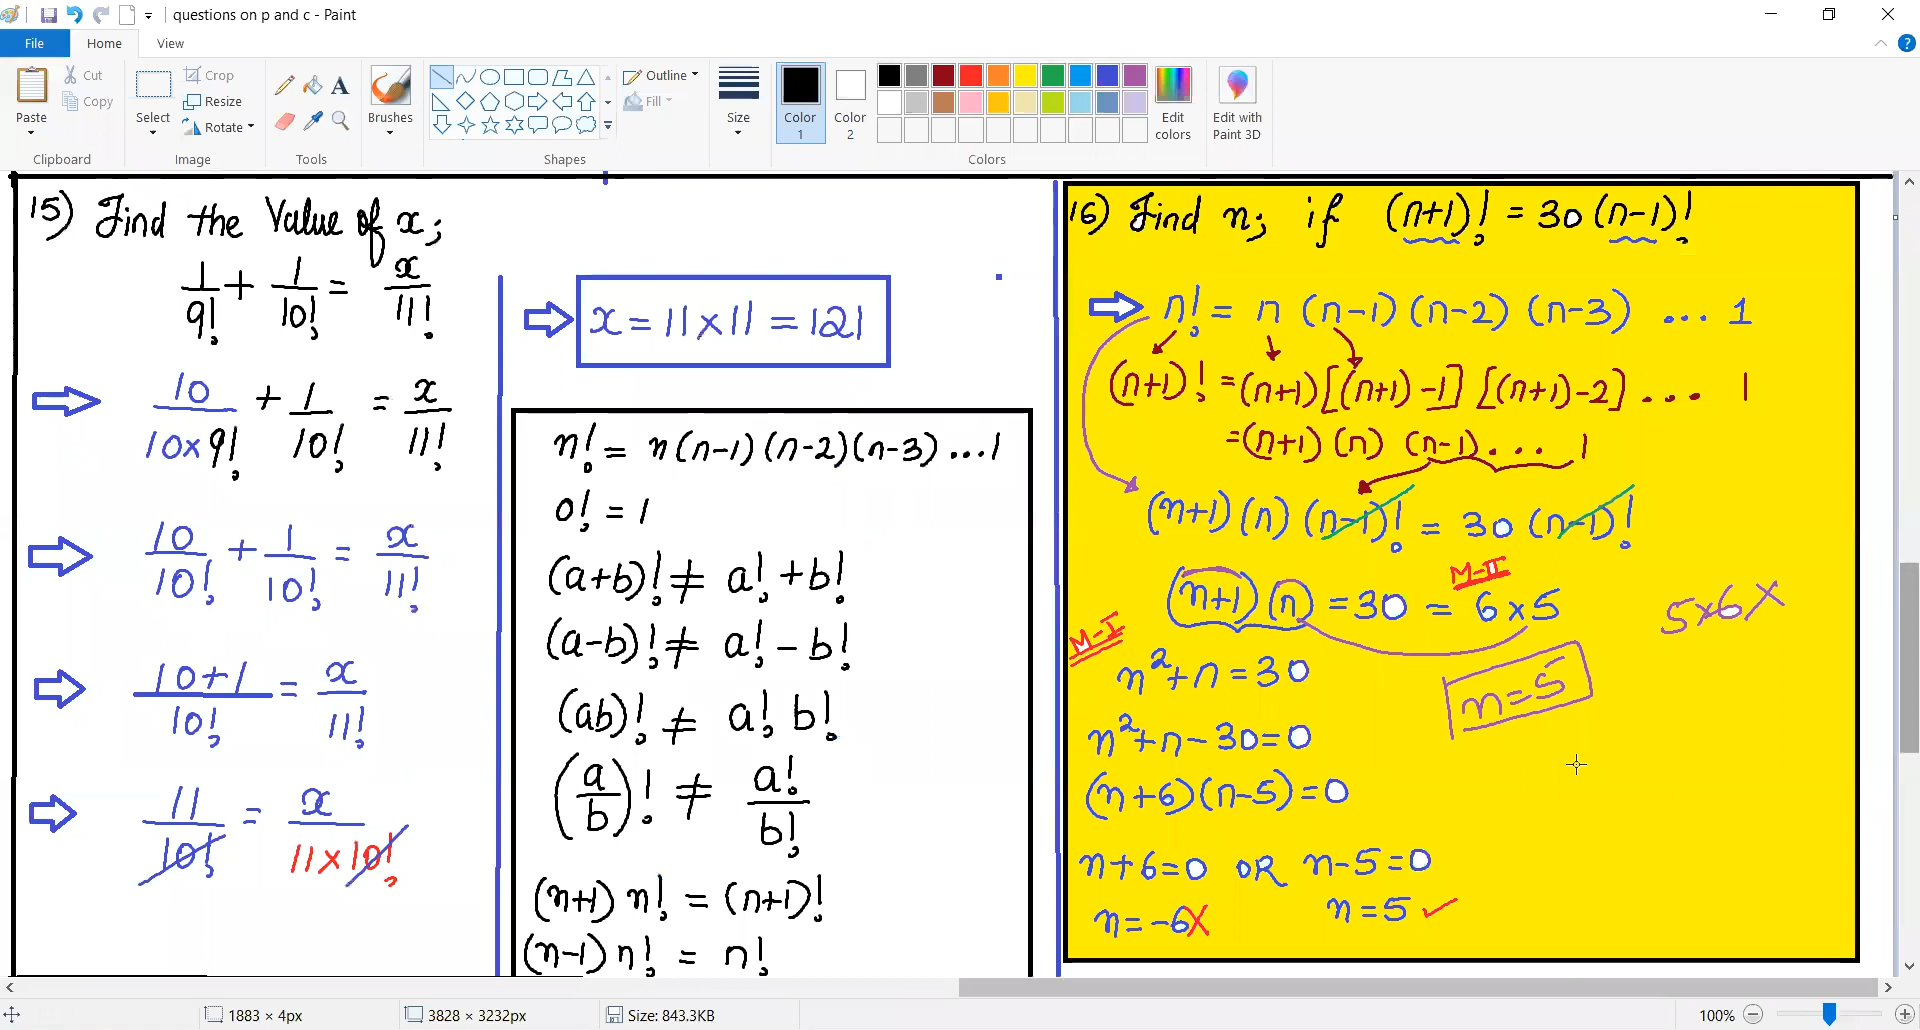 questions on p and c - Paint
File
Home
View
Paste
Cut
Copy
Clipboard
Select
Crop
Resize
Rotate
Image
A
Tools
Brushes
Outline
Fill
Shapes
Size
Color 1
Color 2
Edit colors
Colors
Edit with Paint 3D
15) Find the Value of x;
1/9! + 1/10! = x/11!
⇨ 10/10×9! + 1/10! = x/11!
⇨ 10/10! + 1/10! = x/11!
⇨ 10+1/10! = x/11!
⇨ 11/10! = x/11×10!
⇨ x = 11×11 = 121
n! = n(n-1)(n-2)(n-3)...1
0! = 1
(a+b)! ≠ a! + b!
(a-b)! ≠ a! - b!
(ab)! ≠ a! b!
(a/b)! ≠ a!/b!
(n+1) n! = (n+1)!
(n-1) n! = n!
16) Find n; if (n+1)! = 30(n-1)!
⇨ n! = n (n-1)(n-2)(n-3) ... 1
(n+1)! = (n+1)[(n+1)-1][(n+1)-2]... 1
=(n+1)(n)(n-1)... 1
(n+1)(n)(n-1)! = 30(n-1)!
M-II
(n+1)(n) = 30 = 6×5
5×6 X
M-I
n²+n=30
n=5
n²+n-30=0
(n+6)(n-5)=0
n+6=0 OR n-5=0
n=-6X n=5 ✓
1883 × 4px
3828 × 3232px
Size: 843.3KB
100%